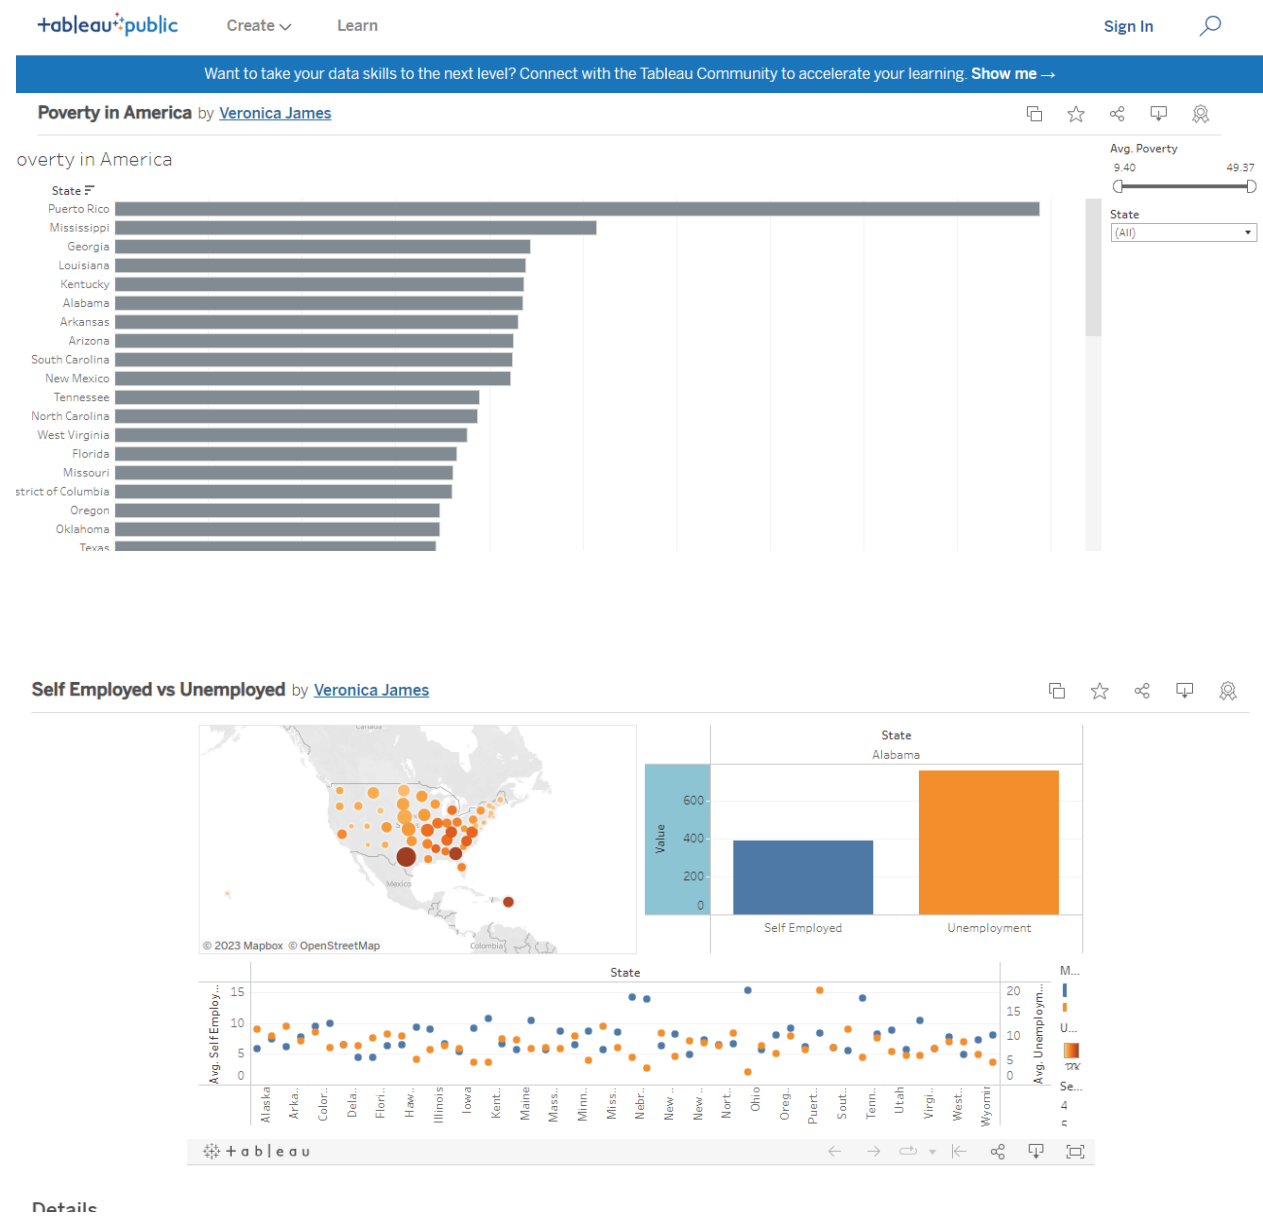 +ableau public Create Learn Sign In
Want to take your data skills to the next level? Connect with the Tableau Community to accelerate your learning. Show me →
Poverty in America by Veronica James
overty in America
Avg. Poverty
9.40 49.37
State
(All)
State
Puerto Rico
Mississippi
Georgia
Louisiana
Kentucky
Alabama
Arkansas
Arizona
South Carolina
New Mexico
Tennessee
North Carolina
West Virginia
Florida
Missouri
strict of Columbia
Oregon
Oklahoma
Texas
Self Employed vs Unemployed by Veronica James
Canada
Mexico
Colombia
© 2023 Mapbox © OpenStreetMap
State
Alabama
Value
600
400
200
0
Self Employed Unemployment
State
Avg. Self Employ...
15
10
5
0
20
15
10
5
0
Avg. Unemploym...
Alaska
Arka..
Color..
Dela..
Flori..
Haw..
Illinois
Iowa
Kent..
Maine
Mass..
Minn..
Miss..
Nebr..
New ..
New ..
Nort..
Ohio
Oreg..
Puert..
Sout..
Tenn..
Utah
Virgi..
West..
Wyomin
M...
U...
Se...
4
+ a b | e a u
Details